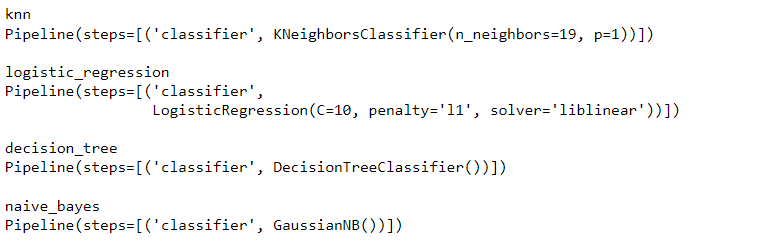 knn
Pipeline(steps=[('classifier', KNeighborsClassifier(n_neighbors=19, p=1))])
logistic_regression
Pipeline(steps=[('classifier',
LogisticRegression(C=10, penalty='l1', solver='liblinear'))])
decision_tree
Pipeline(steps=[('classifier', DecisionTreeClassifier())])
naive_bayes
Pipeline(steps=[('classifier', GaussianNB())])